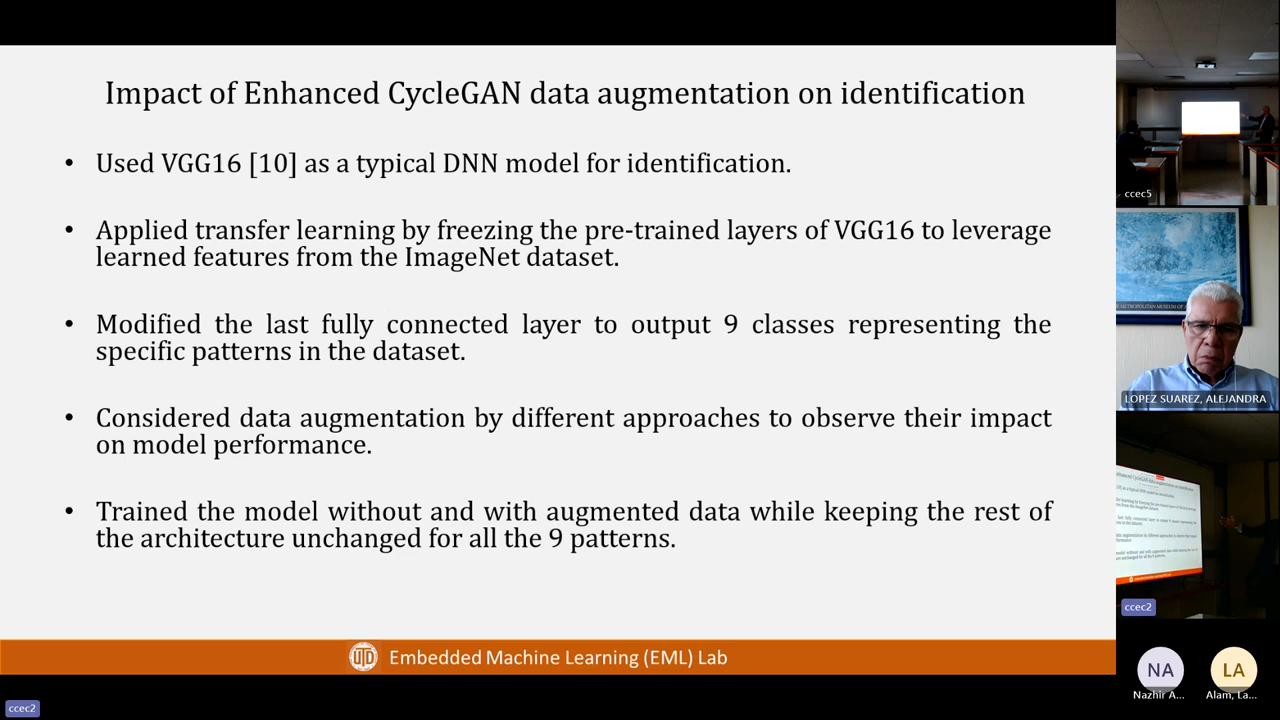 Impact of Enhanced CycleGAN data augmentation on identification
• Used VGG16 [10] as a typical DNN model for identification.
• Applied transfer learning by freezing the pre-trained layers of VGG16 to leverage
learned features from the ImageNet dataset.
• Modified the last fully connected layer to output 9 classes representing the
specific patterns in the dataset.
• Considered data augmentation by different approaches to observe their impact
on model performance.
• Trained the model without and with augmented data while keeping the rest of
the architecture unchanged for all the 9 patterns.
UTD Embedded Machine Learning (EML) Lab
ccec2
ccec5
THE METROPOLITAN MUSEUM OF
LOPEZ SUAREZ, ALEJANDRA
ccec2
NA
Nazhir A...
LA
Alam, La...